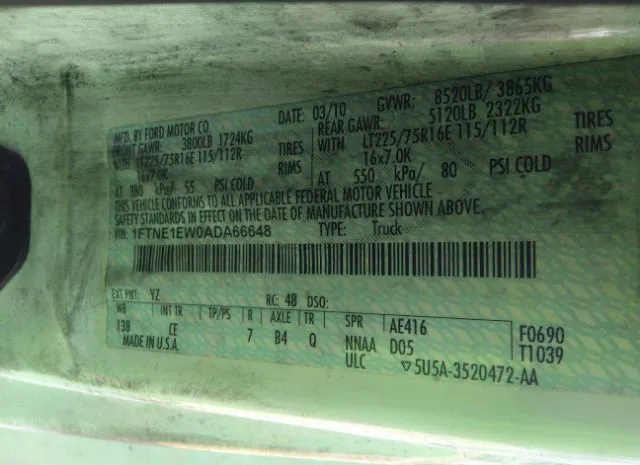 MFD. BY FORD MOTOR CO.
DATE: 03/10 GVWR: 8520LB/ 3865KG
FRONT GAWR: 3800LB 1724KG REAR GAWR: 5120LB 2322KG
WITH LT225/75R16E 115/112R TIRES WITH LT225/75R16E 115/112R TIRES
16x7.0K RIMS 16x7.0K RIMS
AT 380 kPa/ 55 PSI COLD AT 550 kPa/ 80 PSI COLD
THIS VEHICLE CONFORMS TO ALL APPLICABLE FEDERAL MOTOR VEHICLE
SAFETY STANDARDS IN EFFECT ON THE DATE OF MANUFACTURE SHOWN ABOVE.
VIN: 1FTNE1EW0ADA66648 TYPE: Truck
EXT PNT: YZ RC: 48 DSO:
WB INT TR TP/PS R AXLE TR SPR AE416 F0690
138 CE 7 B4 Q NNAA D05 T1039
MADE IN U.S.A. ULC ▽5U5A-3520472-AA